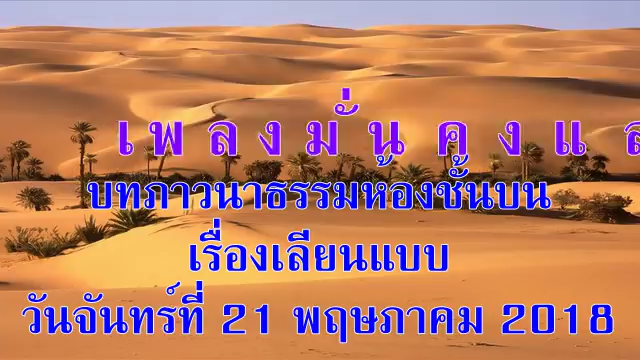 เพลงมั่นคงแ
บทภาวนาธรรมห้องชั้นบน
เรื่องเลียนแบบ
วันจันทร์ที่ 21 พฤษภาคม 2018